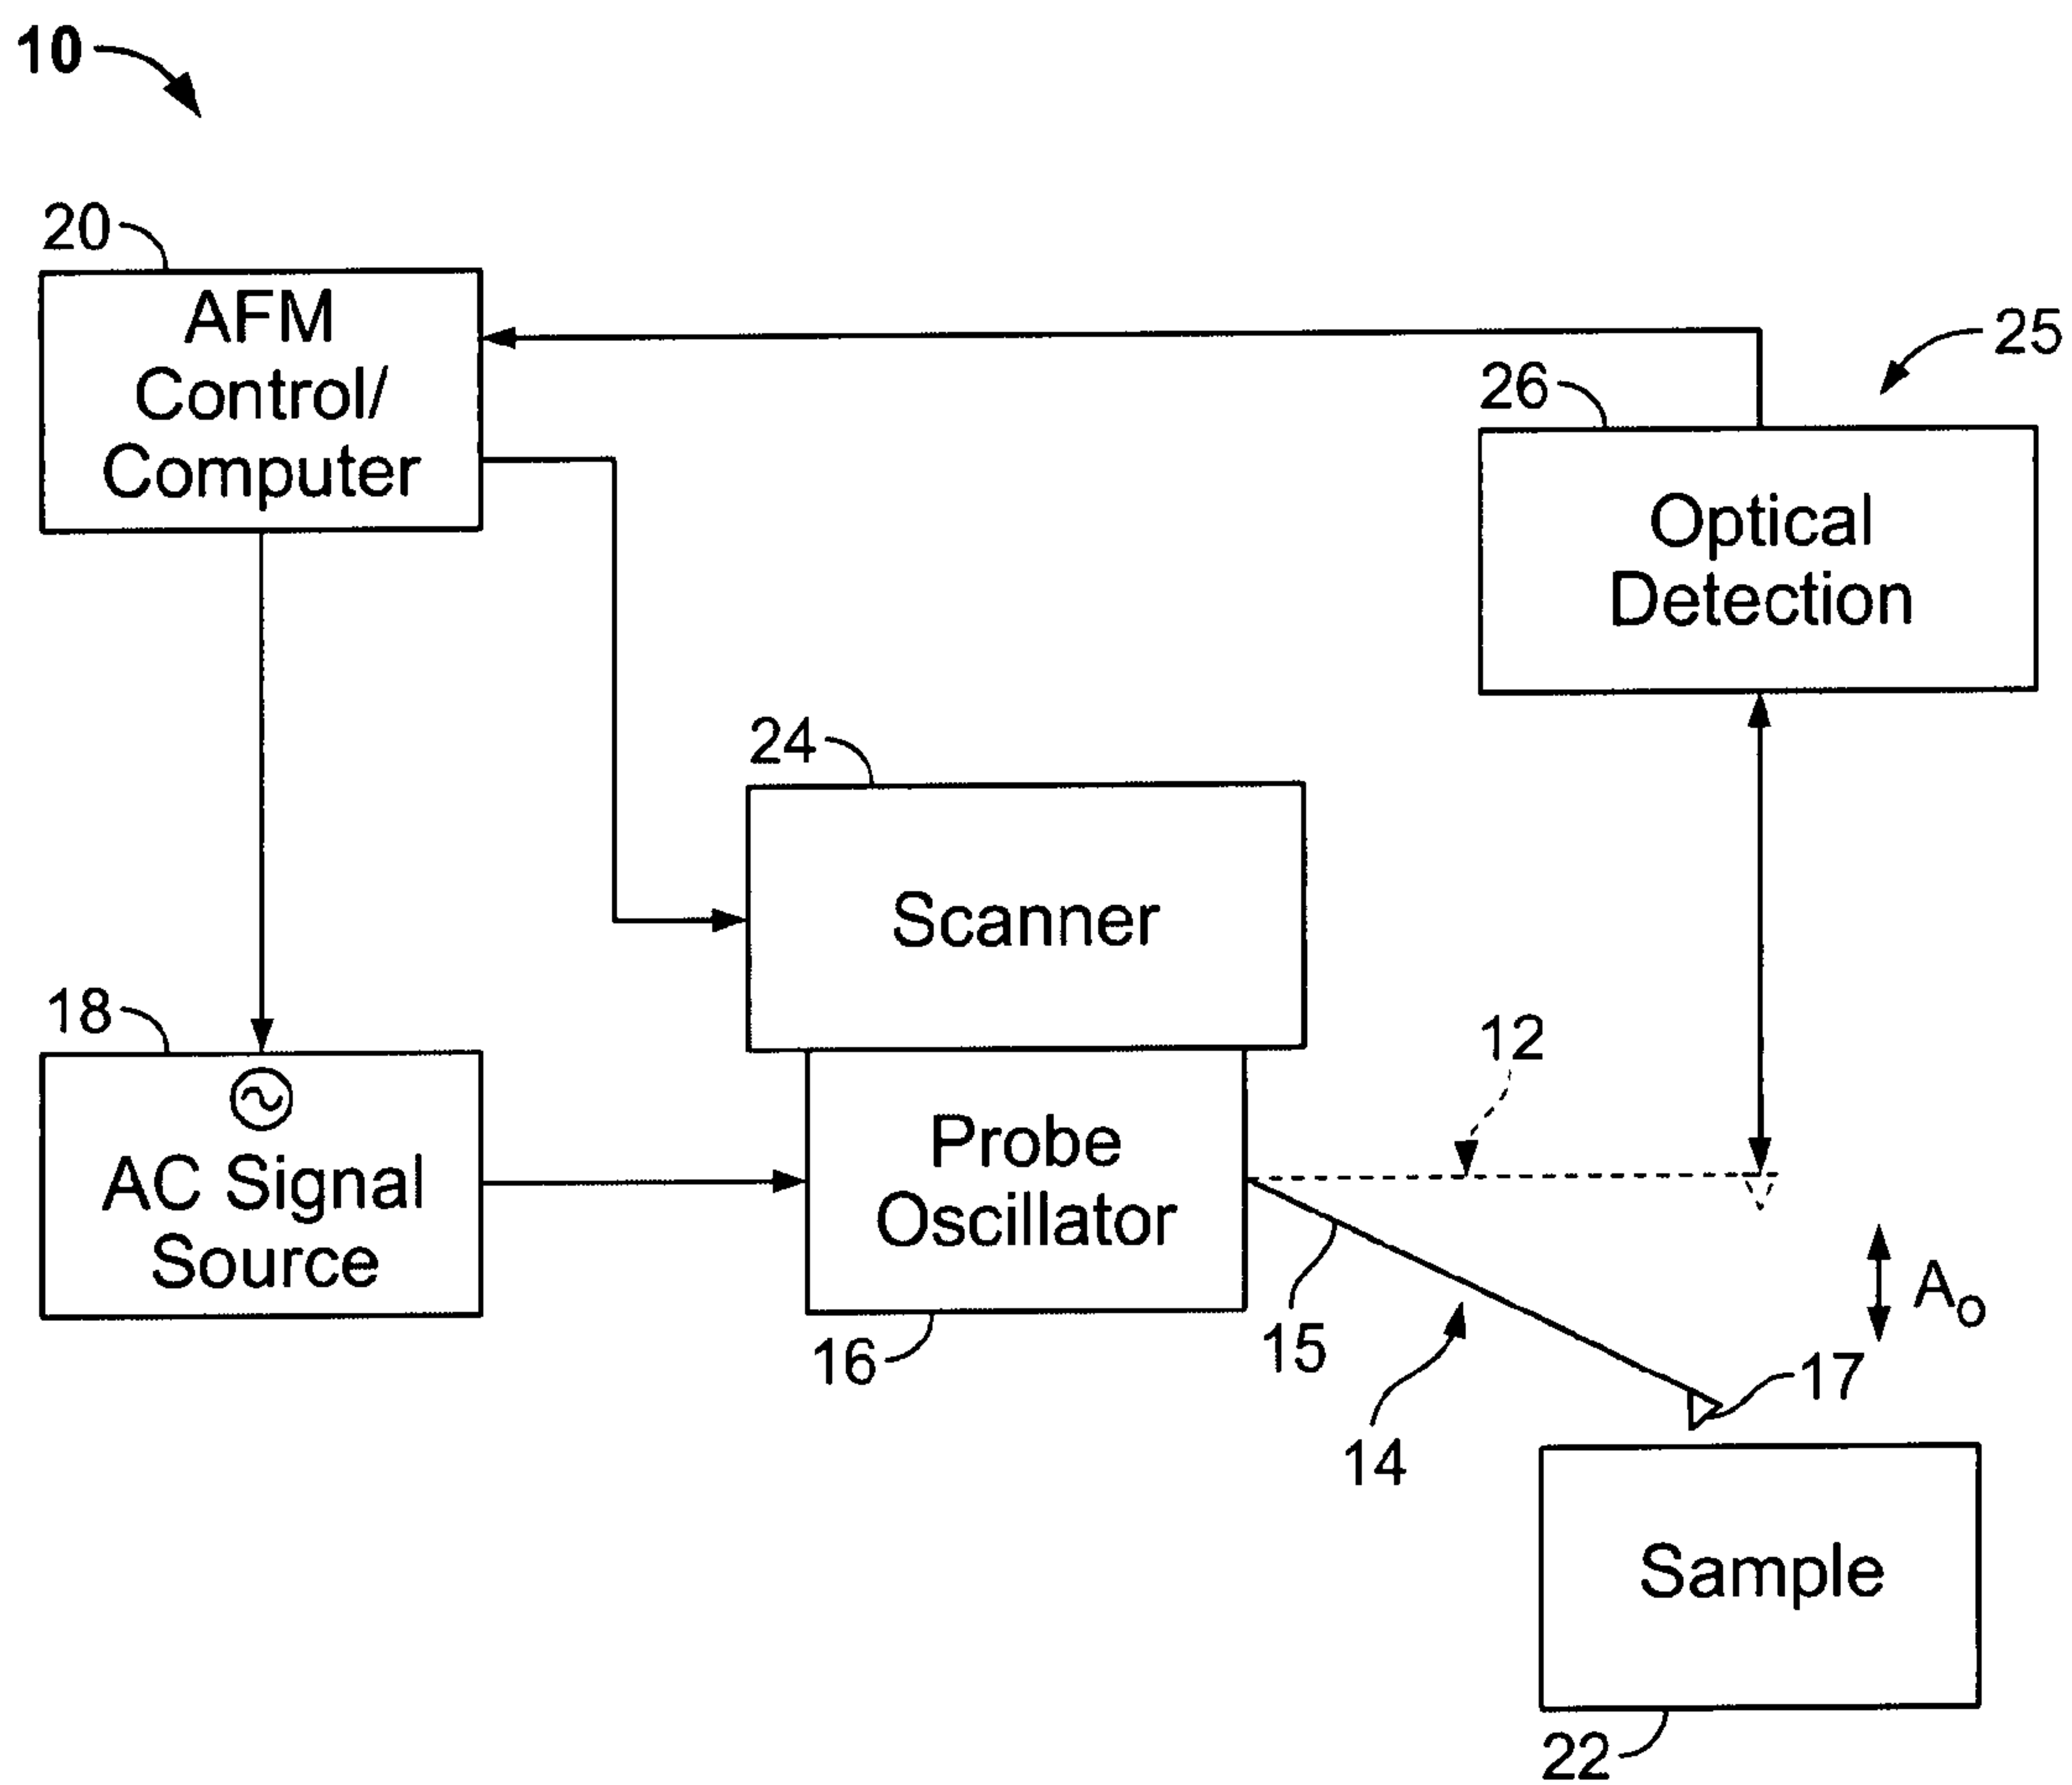 10
20
AFM
Control/
Computer
25
26
Optical
Detection
24
Scanner
18
AC Signal
Source
12
Probe
Oscillator
Ao
16
15
17
14
Sample
22